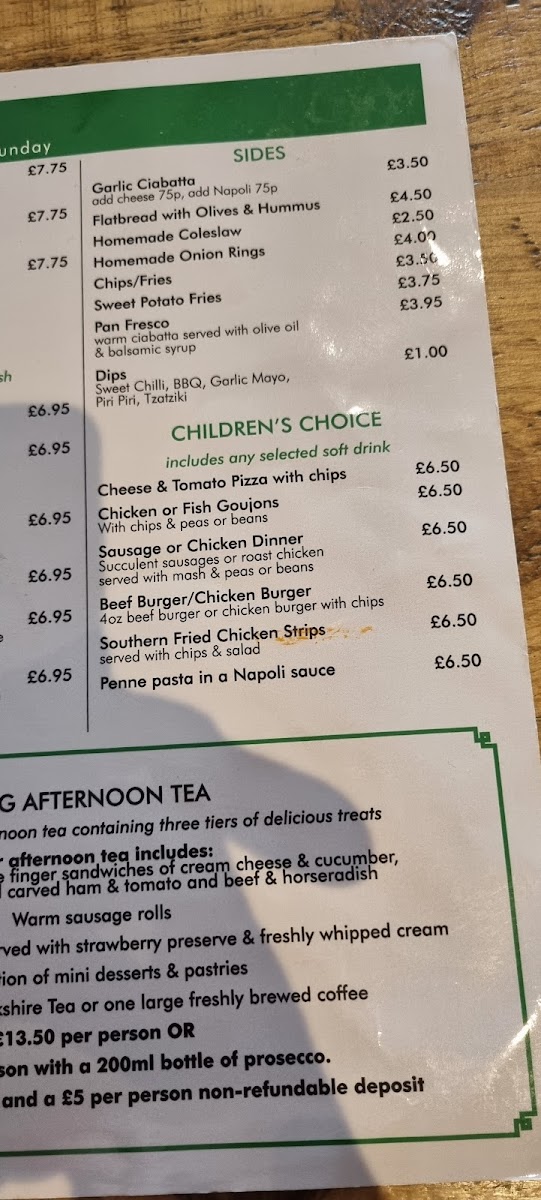 unday
£7.75
£7.75
£7.75
sh
£6.95
£6.95
£6.95
£6.95
£6.95
e
£6.95
SIDES
Garlic Ciabatta £3.50
add cheese 75p, add Napoli 75p
Flatbread with Olives & Hummus £4.50
Homemade Coleslaw £2.50
Homemade Onion Rings £4.00
Chips/Fries £3.50
Sweet Potato Fries £3.75
Pan Fresco £3.95
warm ciabatta served with olive oil
& balsamic syrup
Dips £1.00
Sweet Chilli, BBQ, Garlic Mayo,
Piri Piri, Tzatziki
CHILDREN'S CHOICE
includes any selected soft drink
Cheese & Tomato Pizza with chips £6.50
Chicken or Fish Goujons £6.50
With chips & peas or beans
Sausage or Chicken Dinner £6.50
Succulent sausages or roast chicken
served with mash & peas or beans
Beef Burger/Chicken Burger £6.50
4oz beef burger or chicken burger with chips
Southern Fried Chicken Strips £6.50
served with chips & salad
Penne pasta in a Napoli sauce £6.50
G AFTERNOON TEA
noon tea containing three tiers of delicious treats
r afternoon tea includes:
e finger sandwiches of cream cheese & cucumber,
carved ham & tomato and beef & horseradish
Warm sausage rolls
rved with strawberry preserve & freshly whipped cream
tion of mini desserts & pastries
kshire Tea or one large freshly brewed coffee
£13.50 per person OR
son with a 200ml bottle of prosecco.
and a £5 per person non-refundable deposit